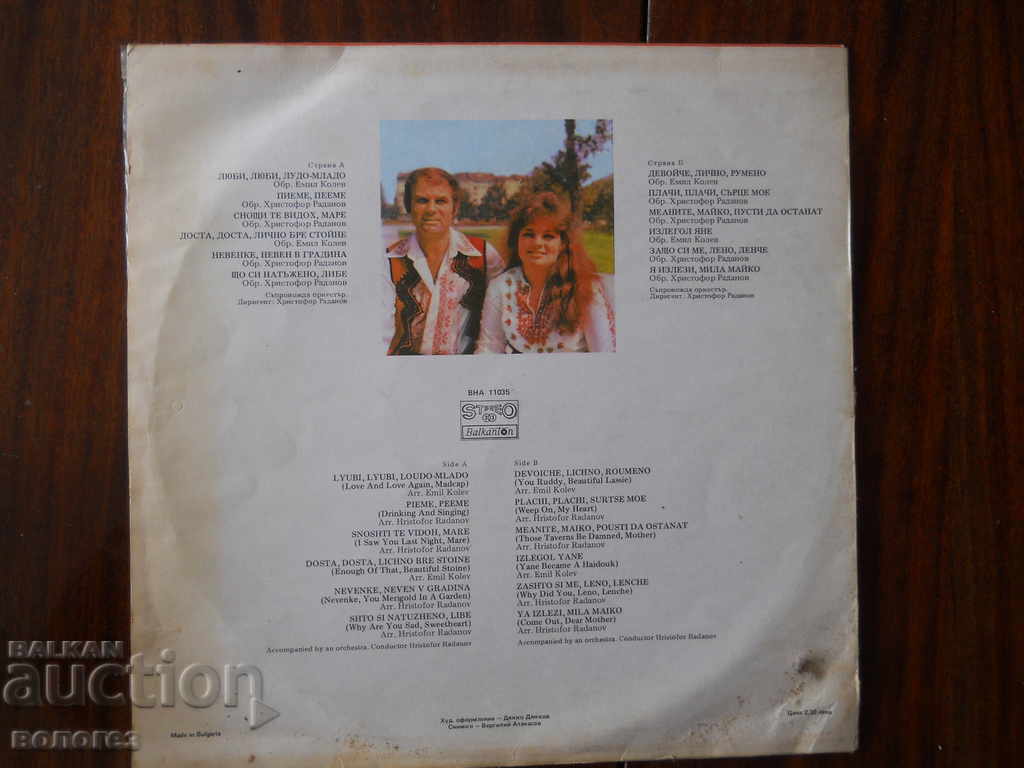 Страна А
ЛЮБИ, ЛЮБИ, ЛУДО-МЛАДО
Обр. Емил Колев
ПИЕМЕ, ПЕЕМЕ
Обр. Христофор Раданов
СНОЩИ ТЕ ВИДОХ, МАРЕ
Обр. Христофор Раданов
ДОСТА, ДОСТА, ЛИЧНО БРЕ СТОЙНЕ
Обр. Емил Колев
НЕВЕНКЕ, НЕВЕН В ГРАДИНА
Обр. Христофор Раданов
ЩО СИ НАТЪЖЕНО, ЛИБЕ
Обр. Христофор Раданов
Съпровожда оркестър.
Диригент: Христофор Раданов
Страна Б
ДЕВОЙЧЕ, ЛИЧНО, РУМЕНО
Обр. Емил Колев
ПЛАЧИ, ПЛАЧИ, СЪРЦЕ МОЕ
Обр. Христофор Раданов
МЕАНИТЕ, МАЙКО, ПУСТИ ДА ОСТАНАТ
Обр. Христофор Раданов
ИЗЛЕГОЛ ЯНЕ
Обр. Емил Колев
ЗАЩО СИ МЕ, ЛЕНО, ЛЕНЧЕ
Обр. Христофор Раданов
Я ИЗЛЕЗИ, МИЛА МАЙКО
Обр. Христофор Раданов
Съпровожда оркестър.
Диригент: Христофор Раданов
ВНА 11035
STEREO
Balkanton
Side A
LYUBI, LYUBI, LOUDO-MLADO
(Love And Love Again, Madcap)
Arr. Emil Kolev
PIEME, PEEME
(Drinking And Singing)
Arr. Hristofor Radanov
SNOSHTI TE VIDOH, MARE
(I Saw You Last Night, Mare)
Arr. Hristofor Radanov
DOSTA, DOSTA, LICHNO BRE STOINE
(Enough Of That, Beautiful Stoine)
Arr. Emil Kolev
NEVENKE, NEVEN V GRADINA
(Nevenke, You Merigold In A Garden)
Arr. Hristofor Radanov
SHTO SI NATUZHENO, LIBE
(Why Are You Sad, Sweetheart)
Arr. Hristofor Radanov
Accompanied by an orchestra. Conductor Hristofor Radanov
Side B
DEVOICHE, LICHNO, ROUMENO
(You Ruddy, Beautiful Lassie)
Arr. Emil Kolev
PLACHI, PLACHI, SURTSE MOE
(Weep On, My Heart)
Arr. Hristofor Radanov
MEANITE, MAIKO, POUSTI DA OSTANAT
(Those Taverns Be Damned, Mother)
Arr. Hristofor Radanov
IZLEGOL YANE
(Yane Became A Haidouk)
Arr. Emil Kolev
ZASHTO SI ME, LENO, LENCHE
(Why Did You, Leno, Lenche)
Arr. Hristofor Radanov
YA IZLEZI, MILA MAIKO
(Come Out, Dear Mother)
Arr. Hristofor Radanov
Accompanied by an orchestra. Conductor Hristofor Radanov
Худ. оформление – Дянко Дянков
Снимка – Вергилий Атанасов
Made in Bulgaria
Цена 2,30 лева
BALKAN
auction
вологе3